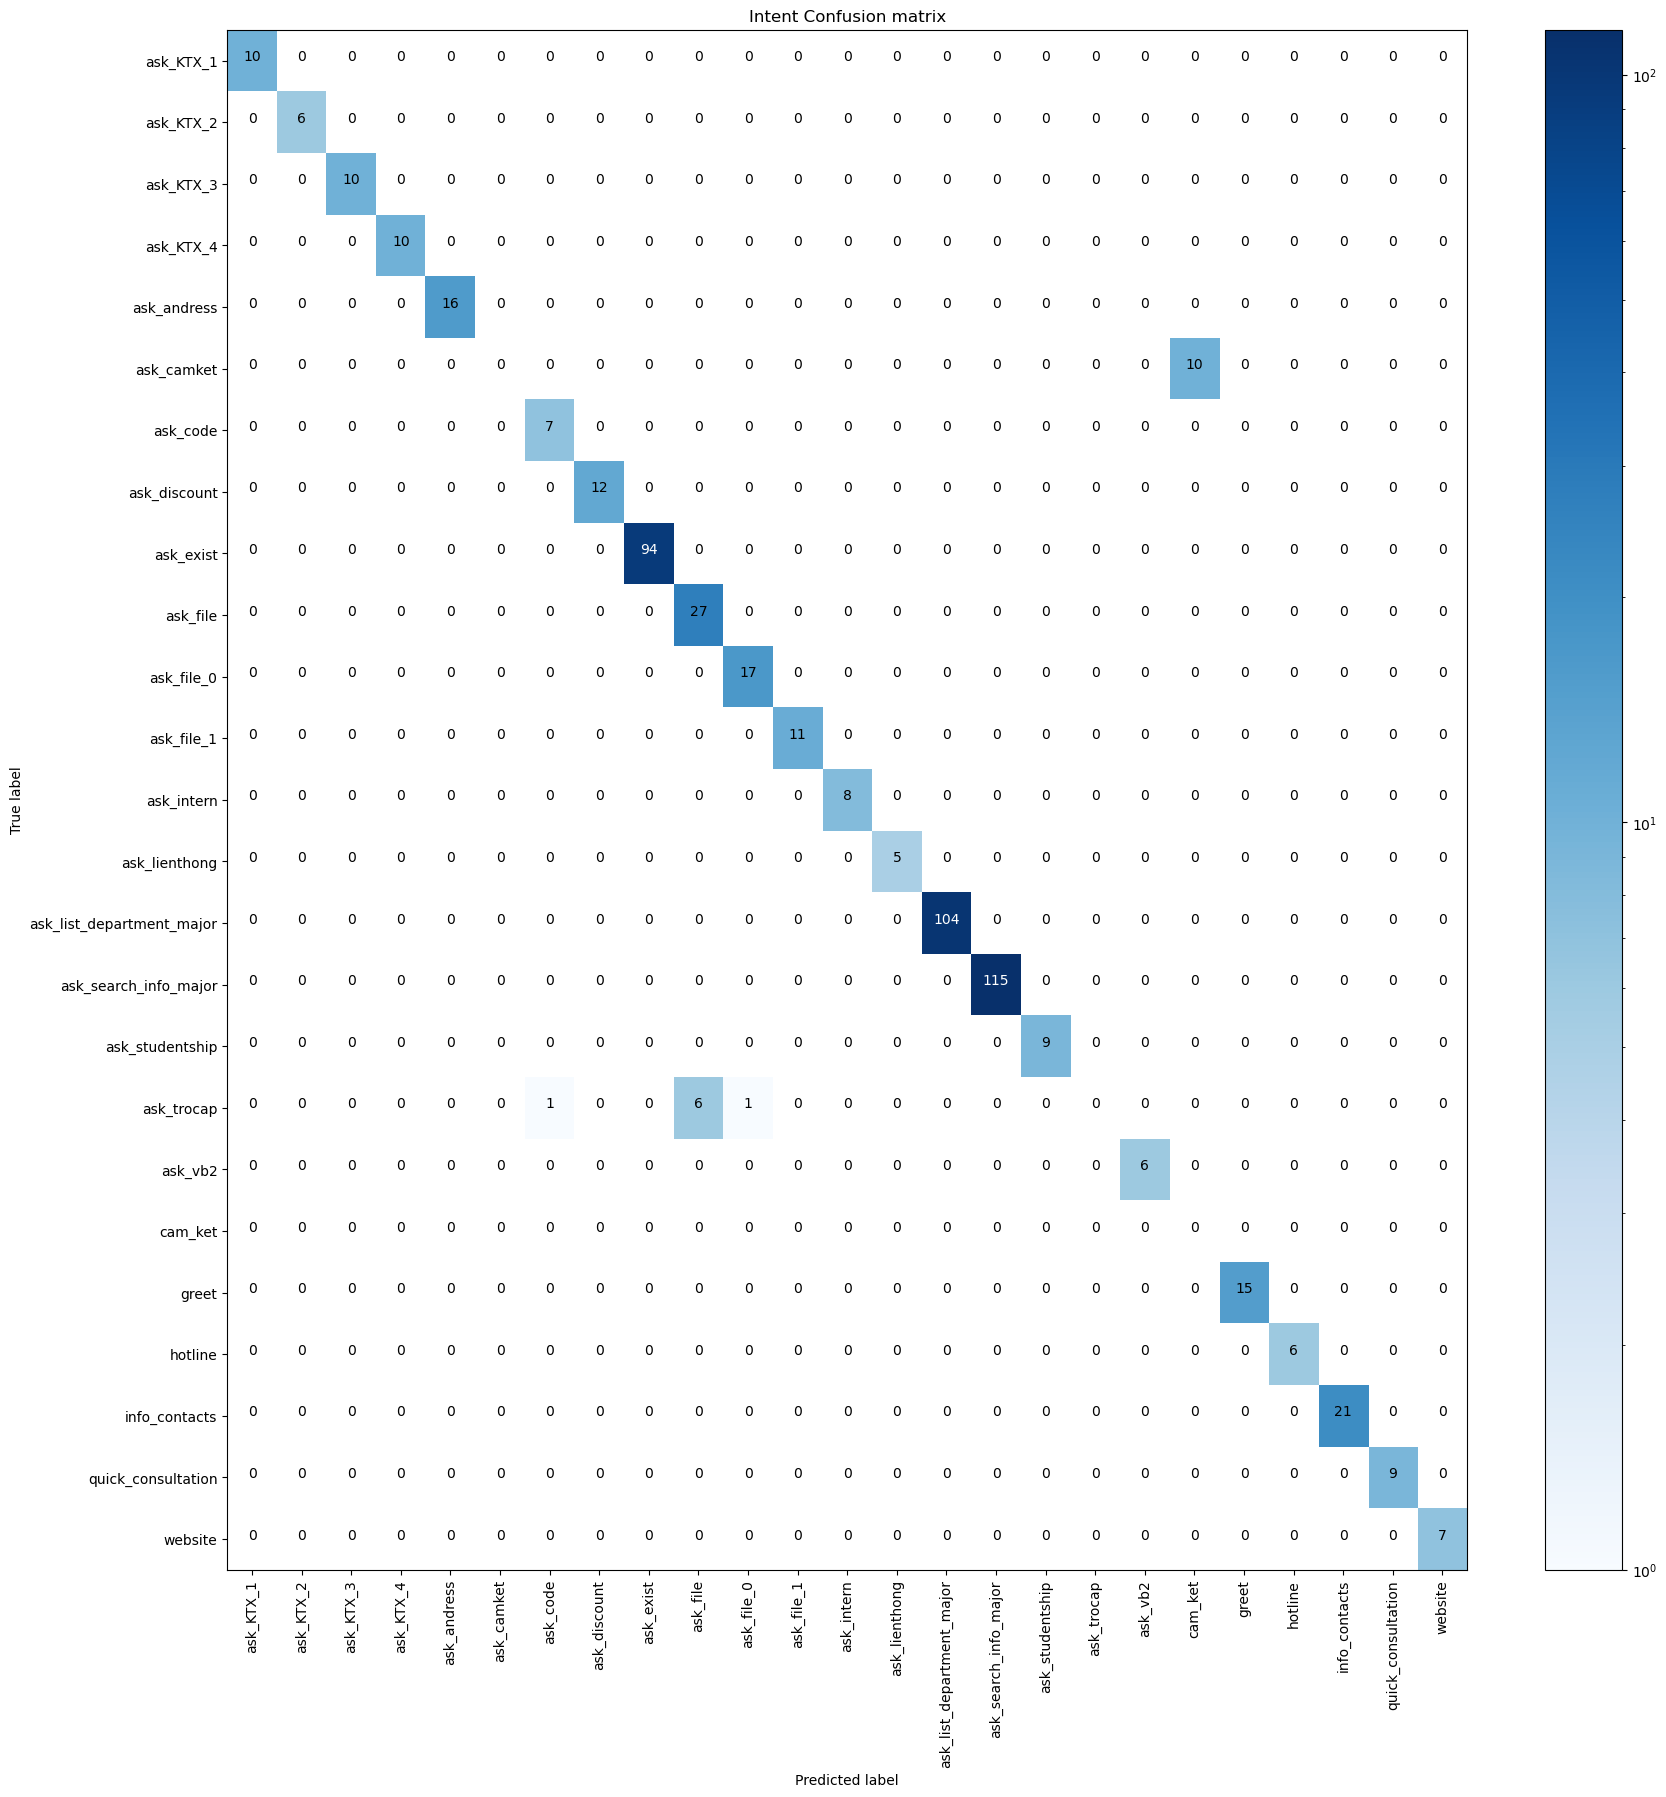 Intent Confusion matrix
ask_KTX_1 10 0 0 0 0 0 0 0 0 0 0 0 0 0 0 0 0 0 0 0 0 0 0 0 0
ask_KTX_2 0 6 0 0 0 0 0 0 0 0 0 0 0 0 0 0 0 0 0 0 0 0 0 0 0
ask_KTX_3 0 0 10 0 0 0 0 0 0 0 0 0 0 0 0 0 0 0 0 0 0 0 0 0 0
ask_KTX_4 0 0 0 10 0 0 0 0 0 0 0 0 0 0 0 0 0 0 0 0 0 0 0 0 0
ask_andress 0 0 0 0 16 0 0 0 0 0 0 0 0 0 0 0 0 0 0 0 0 0 0 0 0
ask_camket 0 0 0 0 0 0 0 0 0 0 0 0 0 0 0 0 0 0 0 10 0 0 0 0 0
ask_code 0 0 0 0 0 0 7 0 0 0 0 0 0 0 0 0 0 0 0 0 0 0 0 0 0
ask_discount 0 0 0 0 0 0 0 12 0 0 0 0 0 0 0 0 0 0 0 0 0 0 0 0 0
ask_exist 0 0 0 0 0 0 0 0 94 0 0 0 0 0 0 0 0 0 0 0 0 0 0 0 0
ask_file 0 0 0 0 0 0 0 0 0 27 0 0 0 0 0 0 0 0 0 0 0 0 0 0 0
ask_file_0 0 0 0 0 0 0 0 0 0 0 17 0 0 0 0 0 0 0 0 0 0 0 0 0 0
ask_file_1 0 0 0 0 0 0 0 0 0 0 0 11 0 0 0 0 0 0 0 0 0 0 0 0 0
ask_intern 0 0 0 0 0 0 0 0 0 0 0 0 8 0 0 0 0 0 0 0 0 0 0 0 0
ask_lienthong 0 0 0 0 0 0 0 0 0 0 0 0 0 5 0 0 0 0 0 0 0 0 0 0 0
ask_list_department_major 0 0 0 0 0 0 0 0 0 0 0 0 0 0 104 0 0 0 0 0 0 0 0 0 0
ask_search_info_major 0 0 0 0 0 0 0 0 0 0 0 0 0 0 0 115 0 0 0 0 0 0 0 0 0
ask_studentship 0 0 0 0 0 0 0 0 0 0 0 0 0 0 0 0 9 0 0 0 0 0 0 0 0
ask_trocap 0 0 0 0 0 0 1 0 0 6 1 0 0 0 0 0 0 0 0 0 0 0 0 0 0
ask_vb2 0 0 0 0 0 0 0 0 0 0 0 0 0 0 0 0 0 0 6 0 0 0 0 0 0
cam_ket 0 0 0 0 0 0 0 0 0 0 0 0 0 0 0 0 0 0 0 0 0 0 0 0 0
greet 0 0 0 0 0 0 0 0 0 0 0 0 0 0 0 0 0 0 0 0 15 0 0 0 0
hotline 0 0 0 0 0 0 0 0 0 0 0 0 0 0 0 0 0 0 0 0 0 6 0 0 0
info_contacts 0 0 0 0 0 0 0 0 0 0 0 0 0 0 0 0 0 0 0 0 0 0 21 0 0
quick_consultation 0 0 0 0 0 0 0 0 0 0 0 0 0 0 0 0 0 0 0 0 0 0 0 9 0
website 0 0 0 0 0 0 0 0 0 0 0 0 0 0 0 0 0 0 0 0 0 0 0 0 7
True label
ask_KTX_1
ask_KTX_2
ask_KTX_3
ask_KTX_4
ask_andress
ask_camket
ask_code
ask_discount
ask_exist
ask_file
ask_file_0
ask_file_1
ask_intern
ask_lienthong
ask_list_department_major
ask_search_info_major
ask_studentship
ask_trocap
ask_vb2
cam_ket
greet
hotline
info_contacts
quick_consultation
website
Predicted label
10²
10¹
10⁰